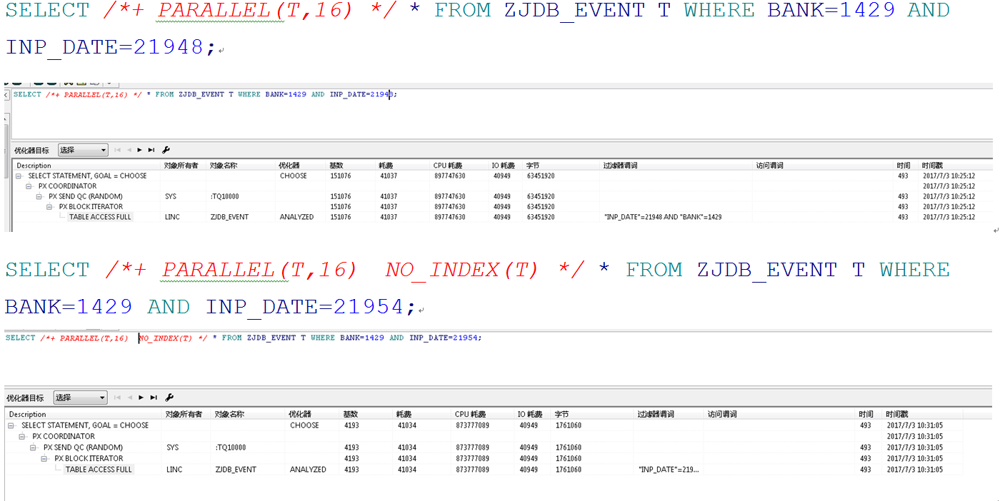 SELECT /*+ PARALLEL(T,16) */ * FROM ZJDB_EVENT T WHERE BANK=1429 AND
INP_DATE=21948;
SELECT /*+ PARALLEL(T,16) */ * FROM ZJDB_EVENT T WHERE BANK=1429 AND INP_DATE=21948;
优化器目标 选择
Description 对象所有者 对象名称 优化器 基数 耗费 CPU 耗费 IO 耗费 字节 过滤器谓词 访问谓词 时间 时间戳
SELECT STATEMENT, GOAL = CHOOSE CHOOSE 151076 41037 897747630 40949 63451920 493 2017/7/3 10:25:12
PX COORDINATOR 2017/7/3 10:25:12
PX SEND QC (RANDOM) SYS :TQ10000 151076 41037 897747630 40949 63451920 493 2017/7/3 10:25:12
PX BLOCK ITERATOR 151076 41037 897747630 40949 63451920 493 2017/7/3 10:25:12
TABLE ACCESS FULL LINC ZJDB_EVENT ANALYZED 151076 41037 897747630 40949 63451920 "INP_DATE"=21948 AND "BANK"=1429 493 2017/7/3 10:25:12
SELECT /*+ PARALLEL(T,16) NO_INDEX(T) */ * FROM ZJDB_EVENT T WHERE
BANK=1429 AND INP_DATE=21954;
SELECT /*+ PARALLEL(T,16) NO_INDEX(T) */ * FROM ZJDB_EVENT T WHERE BANK=1429 AND INP_DATE=21954;
优化器目标 选择
Description 对象所有者 对象名称 优化器 基数 耗费 CPU 耗费 IO 耗费 字节 过滤器谓词 访问谓词 时间 时间戳
SELECT STATEMENT, GOAL = CHOOSE CHOOSE 4193 41034 873777089 40949 1761060 493 2017/7/3 10:31:05
PX COORDINATOR 2017/7/3 10:31:05
PX SEND QC (RANDOM) SYS :TQ10000 4193 41034 873777089 40949 1761060 493 2017/7/3 10:31:05
PX BLOCK ITERATOR 4193 41034 873777089 40949 1761060 493 2017/7/3 10:31:05
TABLE ACCESS FULL LINC ZJDB_EVENT ANALYZED 4193 41034 873777089 40949 1761060 "INP_DATE"=219... 493 2017/7/3 10:31:05